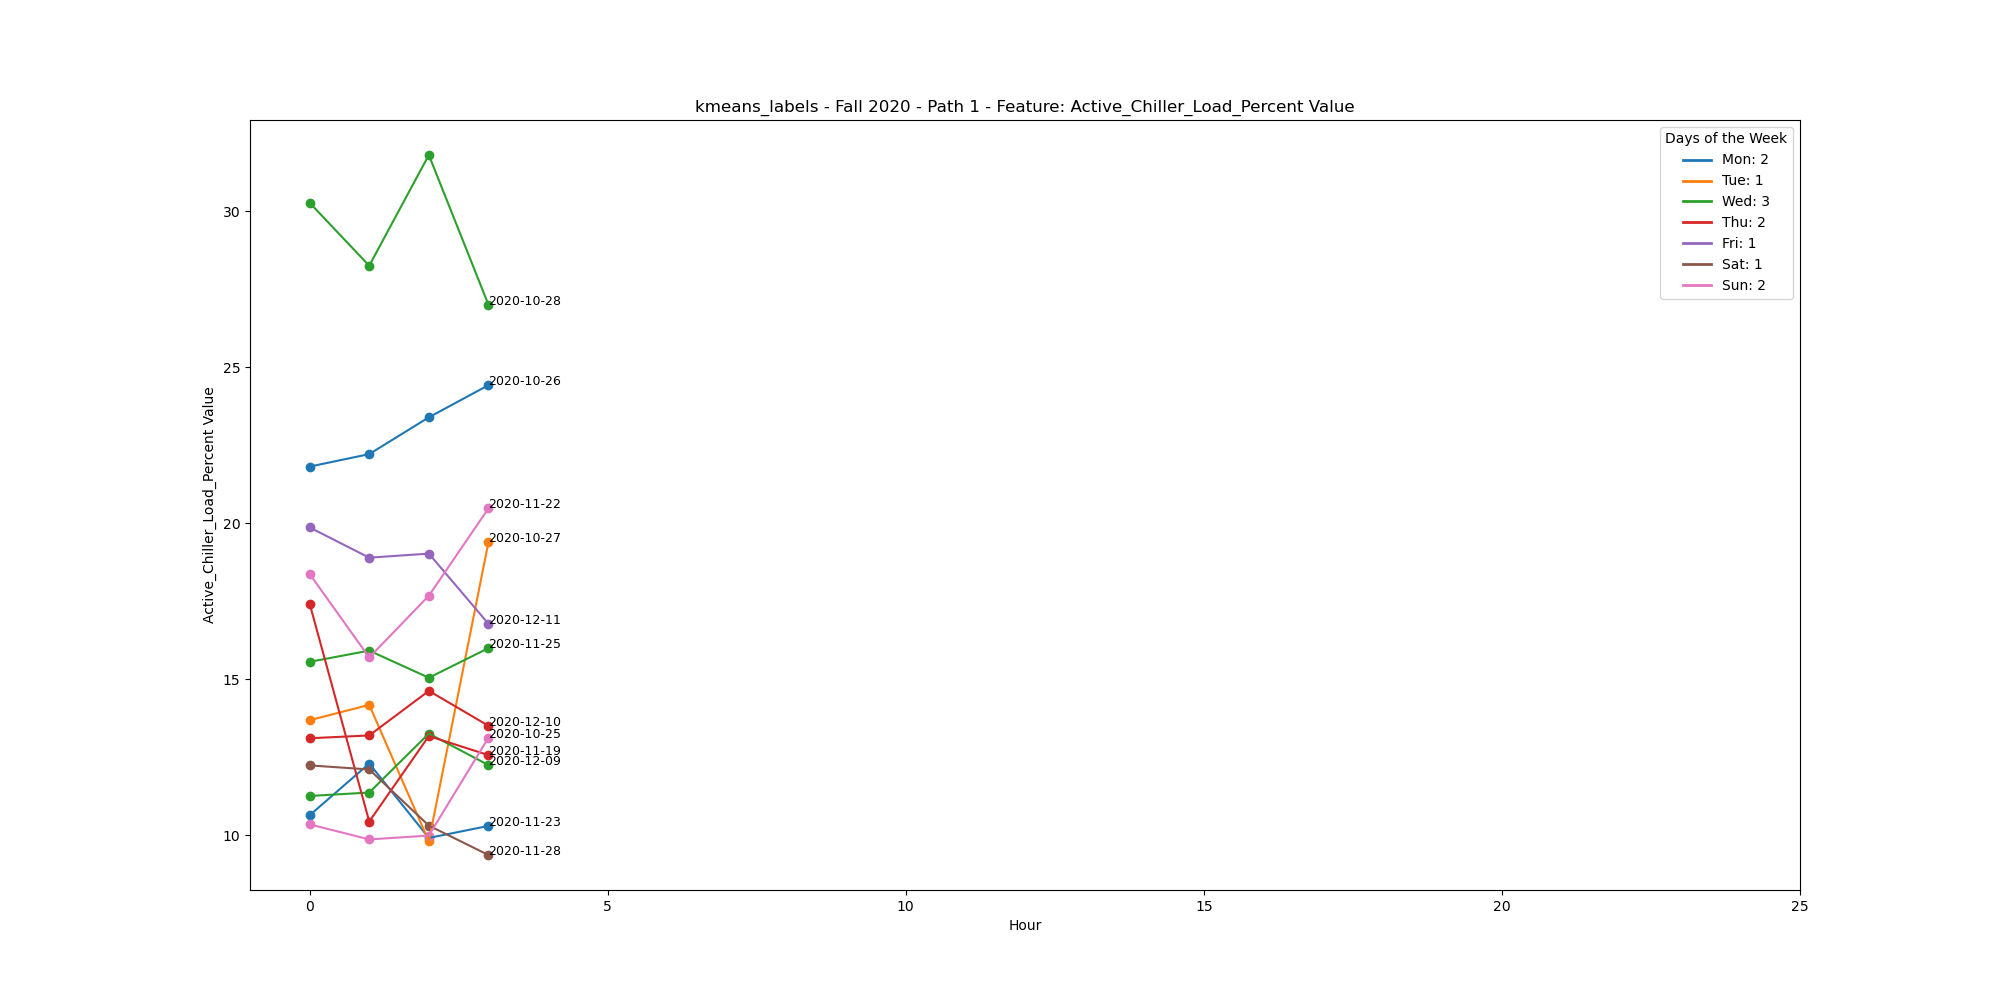 kmeans_labels - Fall 2020 - Path 1 - Feature: Active_Chiller_Load_Percent Value
Days of the Week
Mon: 2
Tue: 1
Wed: 3
Thu: 2
Fri: 1
Sat: 1
Sun: 2
Active_Chiller_Load_Percent Value
30
25
20
15
10
2020-10-28
2020-10-26
2020-11-22
2020-10-27
2020-12-11
2020-11-25
2020-12-10
2020-10-25
2020-11-19
2020-12-09
2020-11-23
2020-11-28
0 5 10 15 20 25
Hour